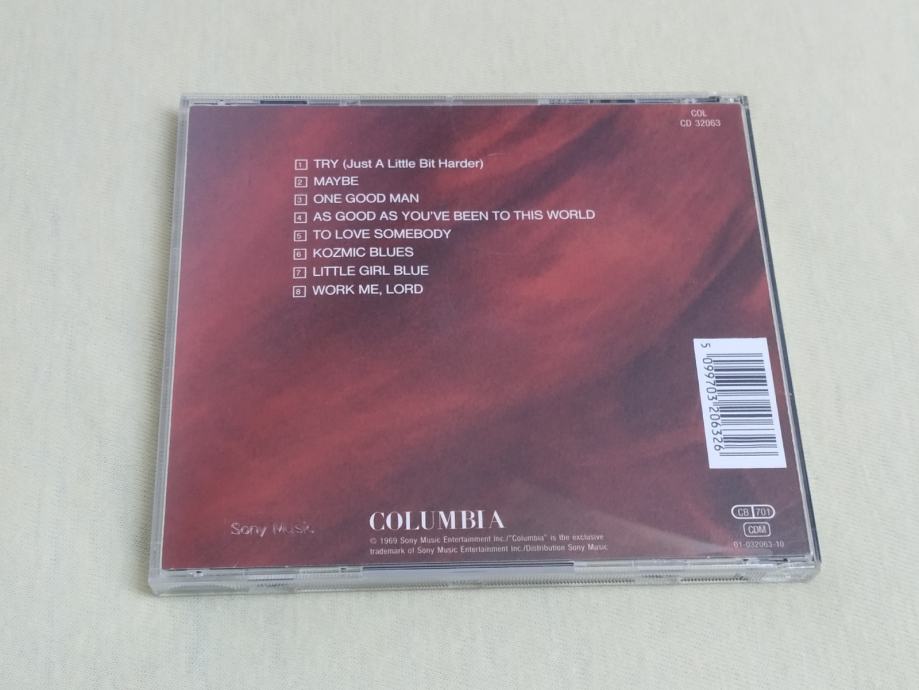 COL
CD 32063
1 TRY (Just A Little Bit Harder)
2 MAYBE
3 ONE GOOD MAN
4 AS GOOD AS YOU'VE BEEN TO THIS WORLD
5 TO LOVE SOMEBODY
6 KOZMIC BLUES
7 LITTLE GIRL BLUE
8 WORK ME, LORD
5 099703 206326
Sony Music
COLUMBIA
© 1969 Sony Music Entertainment Inc./"Columbia" is the exclusive
trademark of Sony Music Entertainment Inc./Distribution Sony Music
CB 701
CDM
01-032063-10